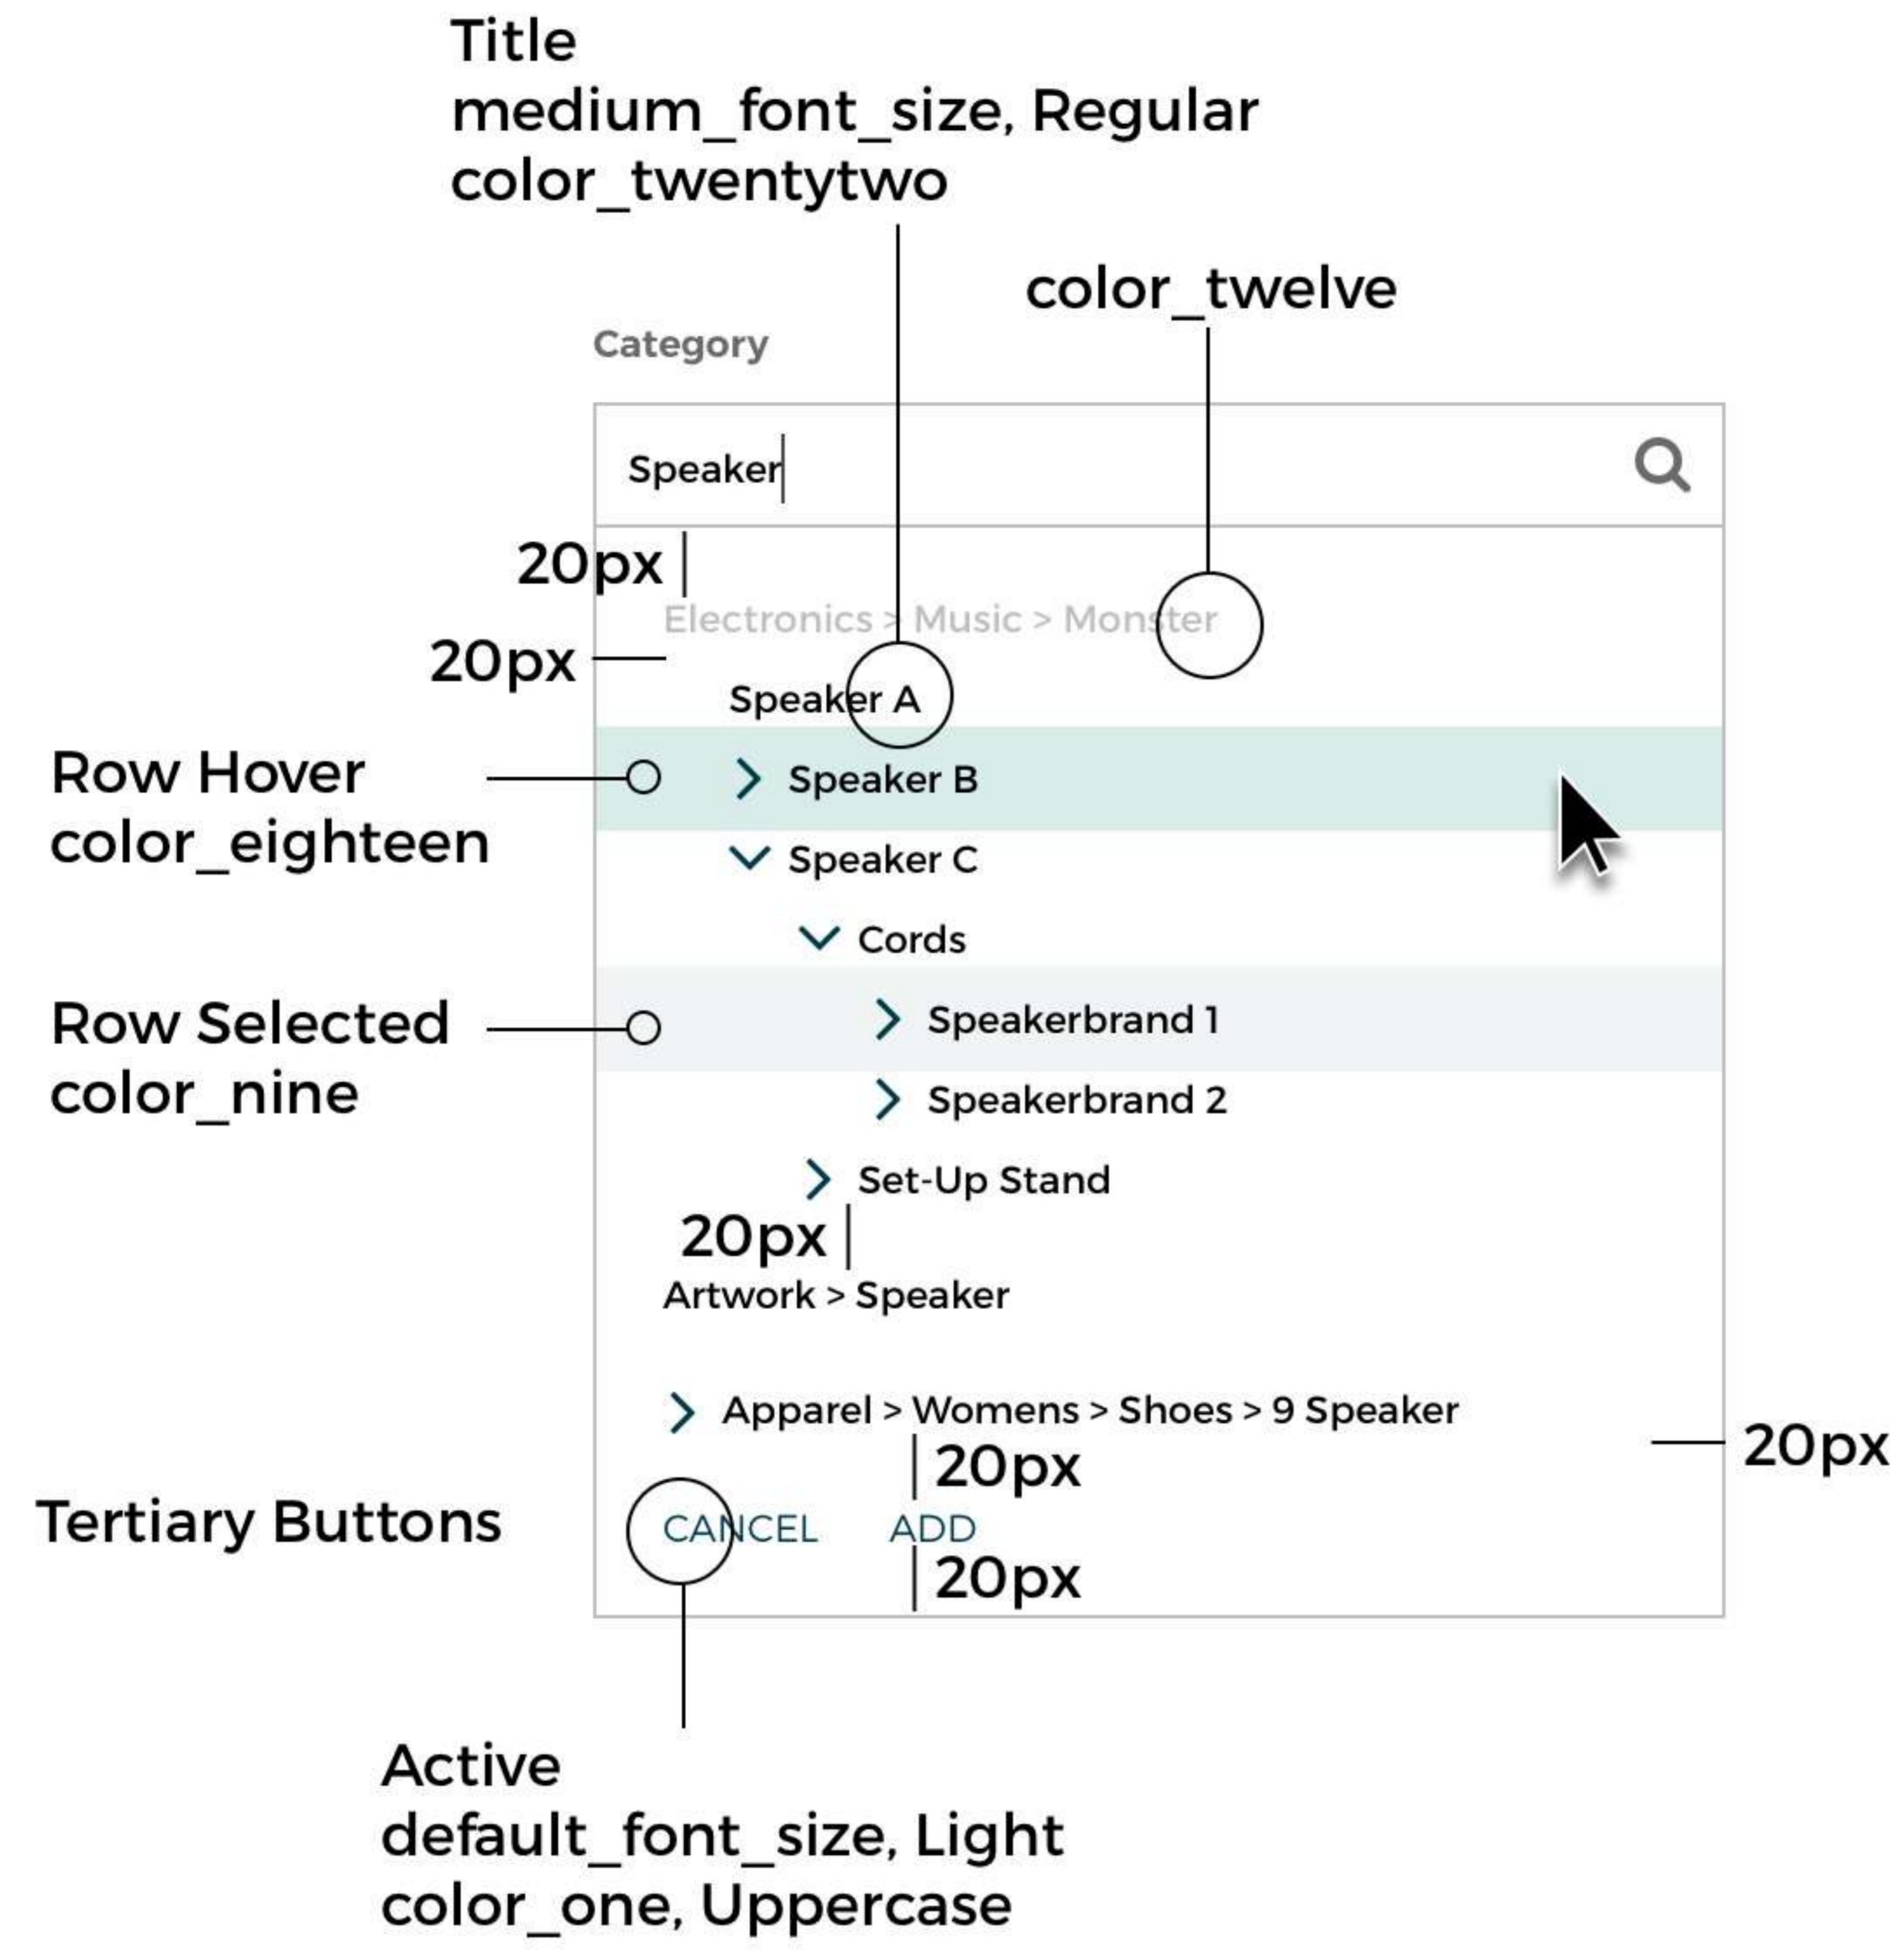 Title
medium_font_size, Regular
color_twentytwo
color_twelve
Category
Speaker
20px
Electronics > Music > Monster
20px
Speaker A
Row Hover
color_eighteen
Speaker B
Speaker C
Cords
Row Selected
color_nine
Speakerbrand 1
Speakerbrand 2
Set-Up Stand
20px
Artwork > Speaker
Apparel > Womens > Shoes > 9 Speaker
20px
20px
Tertiary Buttons
CANCEL ADD
20px
Active
default_font_size, Light
color_one, Uppercase